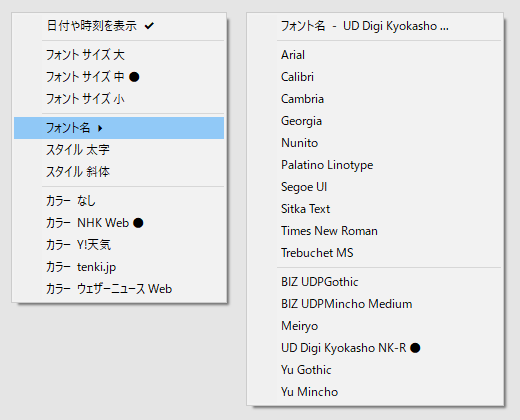 日付や時刻を表示 ✓
フォント サイズ 大
フォント サイズ 中 ●
フォント サイズ 小
フォント名 ▶
スタイル 太字
スタイル 斜体
カラー なし
カラー NHK Web ●
カラー Y!天気
カラー tenki.jp
カラー ウェザーニュース Web
フォント名 - UD Digi Kyokasho ...
Arial
Calibri
Cambria
Georgia
Nunito
Palatino Linotype
Segoe UI
Sitka Text
Times New Roman
Trebuchet MS
BIZ UDPGothic
BIZ UDPMincho Medium
Meiryo
UD Digi Kyokasho NK-R ●
Yu Gothic
Yu Mincho